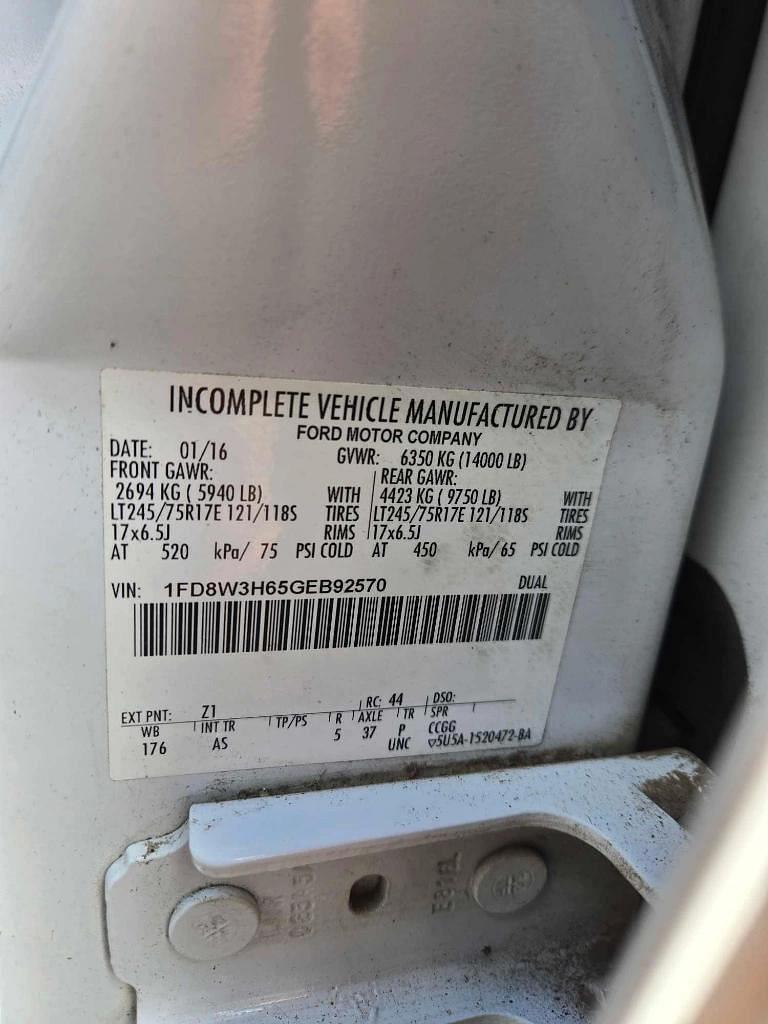 INCOMPLETE VEHICLE MANUFACTURED BY
FORD MOTOR COMPANY
DATE: 01/16 GVWR: 6350 KG (14000 LB)
FRONT GAWR: REAR GAWR:
2694 KG ( 5940 LB) WITH 4423 KG ( 9750 LB) WITH
LT245/75R17E 121/118S TIRES LT245/75R17E 121/118S TIRES
17x6.5J RIMS 17x6.5J RIMS
AT 520 kPa/ 75 PSI COLD AT 450 kPa/ 65 PSI COLD
VIN: 1FD8W3H65GEB92570 DUAL
EXT PNT: Z1 RC: 44 DSO:
WB INT TR TP/PS R AXLE TR SPR
176 AS 5 37 P CCGG
UNC 5U5A-1520472-BA